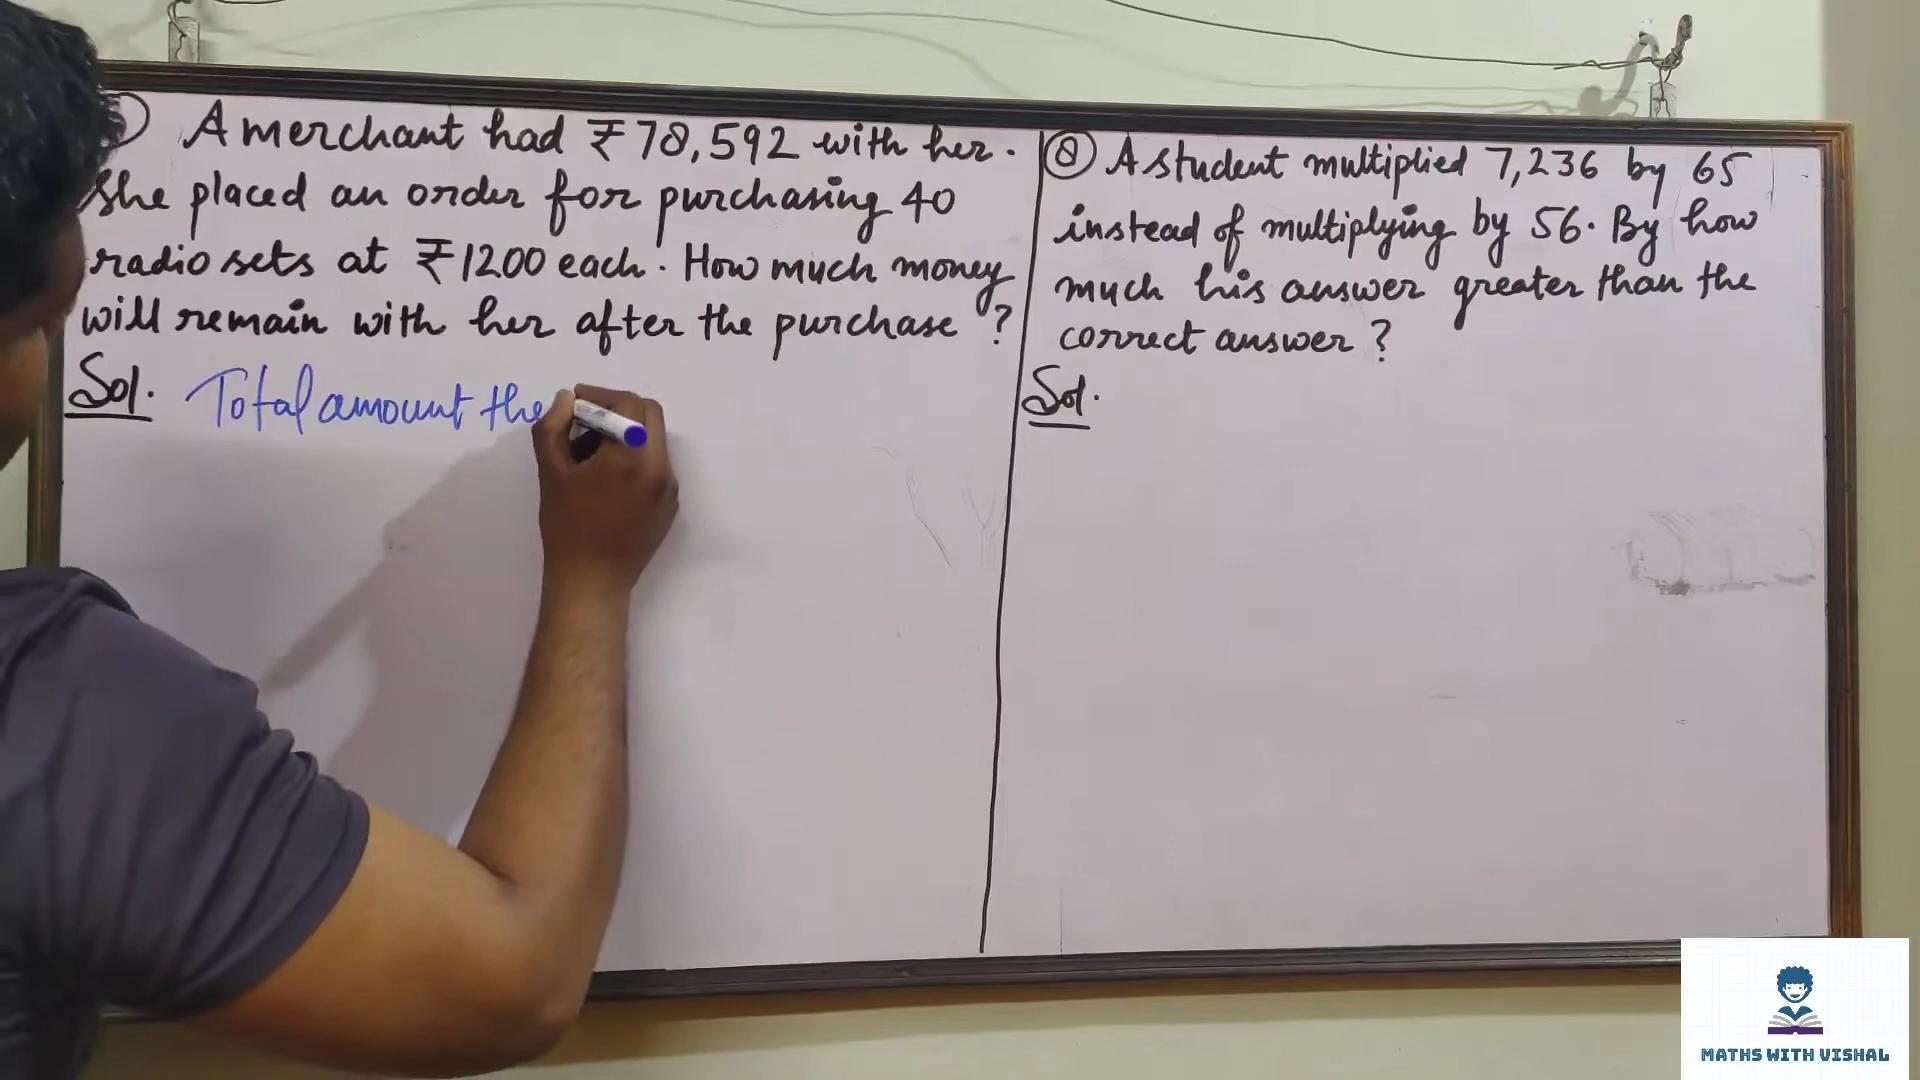 A merchant had ₹78,592 with her.
She placed an order for purchasing 40
radio sets at ₹1200 each. How much money
will remain with her after the purchase ?
Sol. Total amount the
⑧ A student multiplied 7,236 by 65
instead of multiplying by 56. By how
much his answer greater than the
correct answer ?
Sol.
MATHS WITH VISHAL